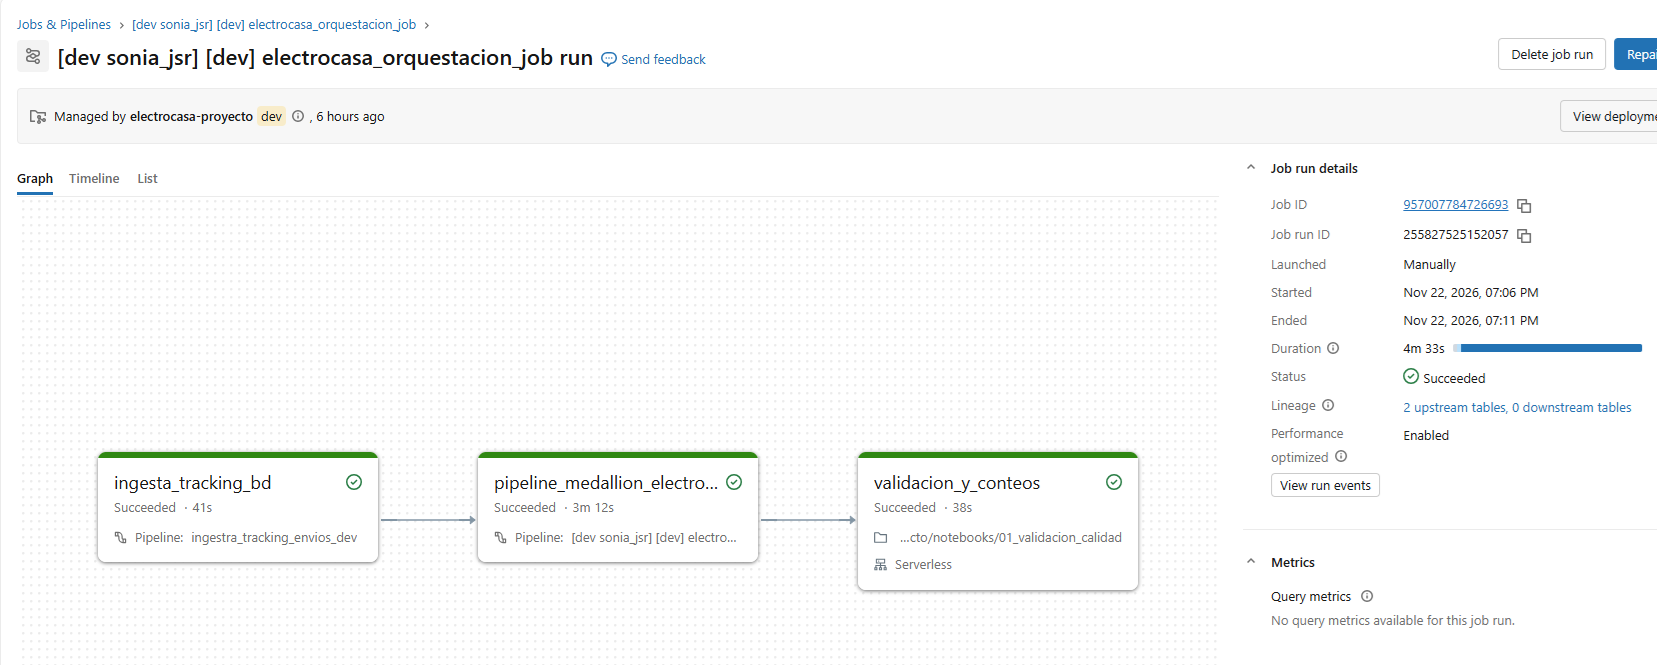 Jobs & Pipelines › [dev sonia_jsr] [dev] electrocasa_orquestacion_job ›
[dev sonia_jsr] [dev] electrocasa_orquestacion_job run Send feedback
Delete job run Repai
Managed by electrocasa-proyecto dev , 6 hours ago
View deployme
Graph Timeline List
ingesta_tracking_bd
Succeeded · 41s
Pipeline: ingestra_tracking_envios_dev
pipeline_medallion_electro...
Succeeded · 3m 12s
Pipeline: [dev sonia_jsr] [dev] electro...
validacion_y_conteos
Succeeded · 38s
...cto/notebooks/01_validacion_calidad
Serverless
Job run details
Job ID 957007784726693
Job run ID 255827525152057
Launched Manually
Started Nov 22, 2026, 07:06 PM
Ended Nov 22, 2026, 07:11 PM
Duration 4m 33s
Status Succeeded
Lineage 2 upstream tables, 0 downstream tables
Performance optimized Enabled
View run events
Metrics
Query metrics
No query metrics available for this job run.